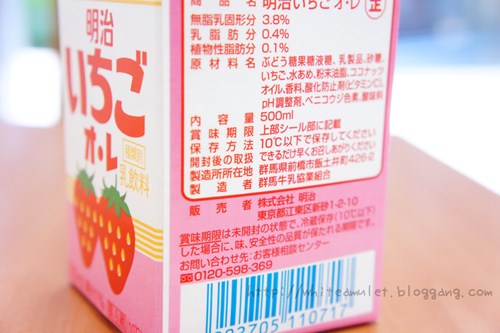 明治
いちご
オ・レ
種類別
乳飲料
商品名 明治いちごオ・レ
無脂乳固形分 3.8%
乳脂肪分 0.4%
植物性脂肪分 0.1%
原材料名 ぶどう糖果糖液糖、乳製品、砂糖、
いちご、水あめ、粉末油脂、ココナッツ
オイル、香料、酸化防止剤(ビタミンC)、
pH調整剤、ベニコウジ色素、酸味料
内容量 500ml
賞味期限 上部シール部に記載
保存方法 10℃以下で保存してください
開封後の取扱 できるだけ早くお召しあがりください
製造所所在地 群馬県前橋市飯土井町426-2
製造者 群馬牛乳協業組合
販売者 株式会社 明治
東京都江東区新砂1-2-10
賞味期限は未開封の状態で、冷蔵保存(10℃以下)
した場合に、味、安全性の品質が保たれる期限です。
お問い合わせ先:お客様相談センター
0120-598-369
http://whiteamulet.bloggang.com
2705 110717